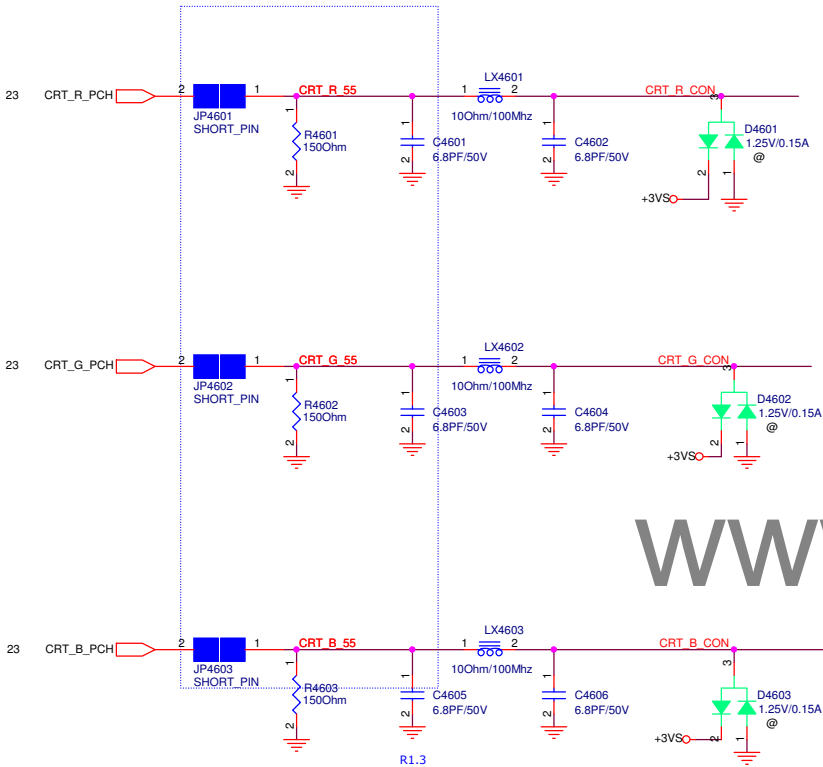 23 CRT_R_PCH 2 1 CRT_R_55 1 LX4601 2 CRT_R_CON
JP4601
SHORT_PIN
1
R4601
150Ohm
2
1
C4601
6.8PF/50V
2
10Ohm/100Mhz
1
C4602
6.8PF/50V
2
3
D4601
1.25V/0.15A
@
2
1
+3VS
23 CRT_G_PCH 2 1 CRT_G_55 1 LX4602 2 CRT_G_CON
JP4602
SHORT_PIN
1
R4602
150Ohm
2
1
C4603
6.8PF/50V
2
10Ohm/100Mhz
1
C4604
6.8PF/50V
2
3
D4602
1.25V/0.15A
@
2
1
+3VS
WW
23 CRT_B_PCH 2 1 CRT_B_55 1 LX4603 2 CRT_B_CON
JP4603
SHORT_PIN
1
R4603
150Ohm
2
1
C4605
6.8PF/50V
2
10Ohm/100Mhz
1
C4606
6.8PF/50V
2
3
D4603
1.25V/0.15A
@
2
1
+3VS
R1.3